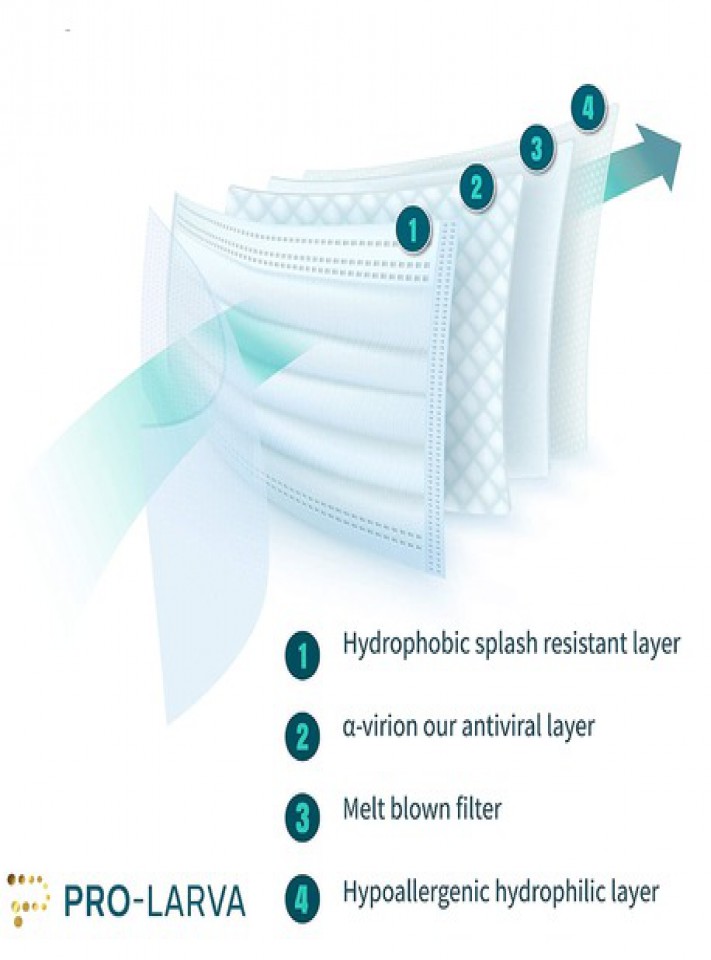 4
3
2
1
1 Hydrophobic splash resistant layer
2 α-virion our antiviral layer
3 Melt blown filter
4 Hypoallergenic hydrophilic layer
PRO-LARVA